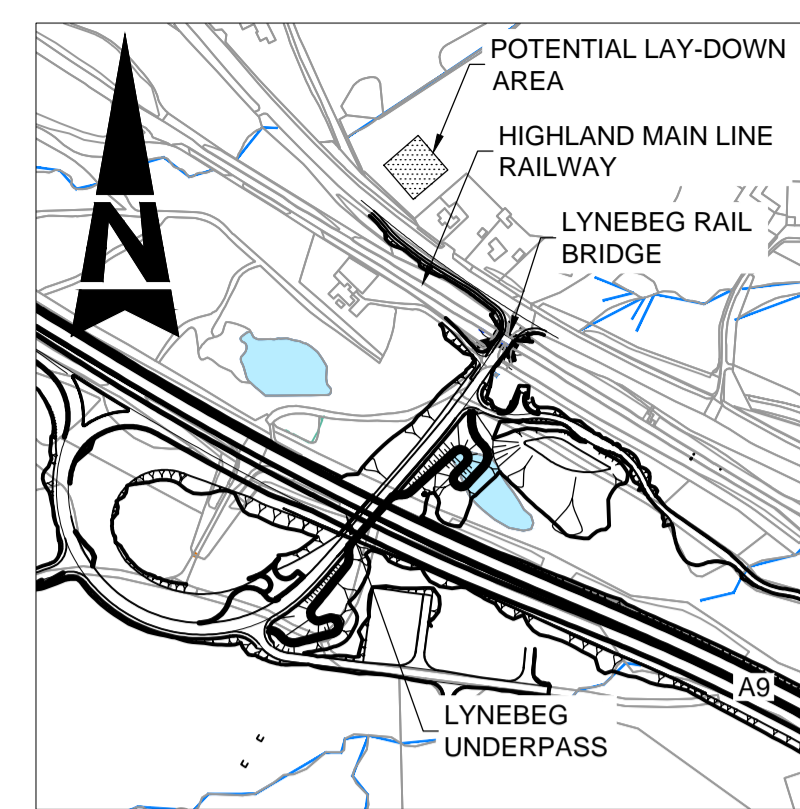 POTENTIAL LAY-DOWN
AREA
HIGHLAND MAIN LINE
RAILWAY
LYNEBEG RAIL
BRIDGE
N
A9
LYNEBEG
UNDERPASS